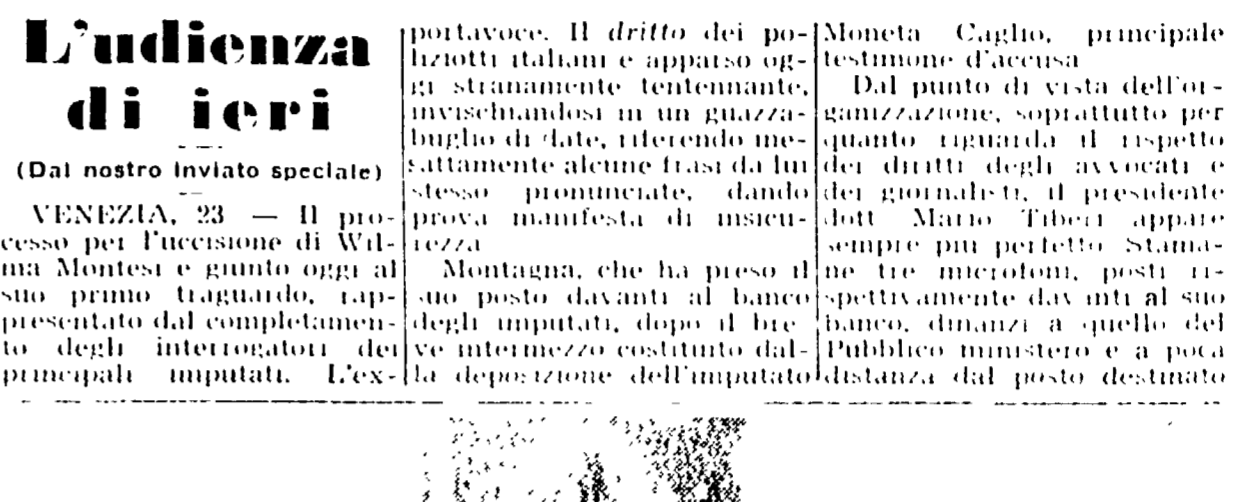 L'udienza
di ieri
(Dal nostro inviato speciale)
VENEZIA, 23 — Il pro-
cesso per l'uccisione di Wil-
ma Montesi è giunto oggi al
suo primo traguardo, rap-
presentato dal completamen-
to degli interrogatori dei
principali imputati. L'ex-
portavoce. Il dritto dei po-
liziotti italiani è apparso og-
gi stranamente tentennante,
invischiandosi in un guazza-
buglio di date, riferendo ine-
sattamente alcune frasi da lui
stesso pronunciate, dando
prova manifesta di insicu-
rezza
Montagna, che ha preso il
suo posto davanti al banco
degli imputati, dopo il bre-
ve intermezzo costituito dal-
la deposizione dell'imputato
Moneta Caglio, principale
testimone d'accusa
Dal punto di vista dell'or-
ganizzazione, soprattutto per
quanto riguarda il rispetto
dei diritti degli avvocati e
dei giornalisti, il presidente
dott Mario Tiberi appare
sempre più perfetto Stama-
ne tre microfoni, posti ri-
spettivamente davanti al suo
banco, dinanzi a quello del
Pubblico ministero e a poca
distanza dal posto destinato